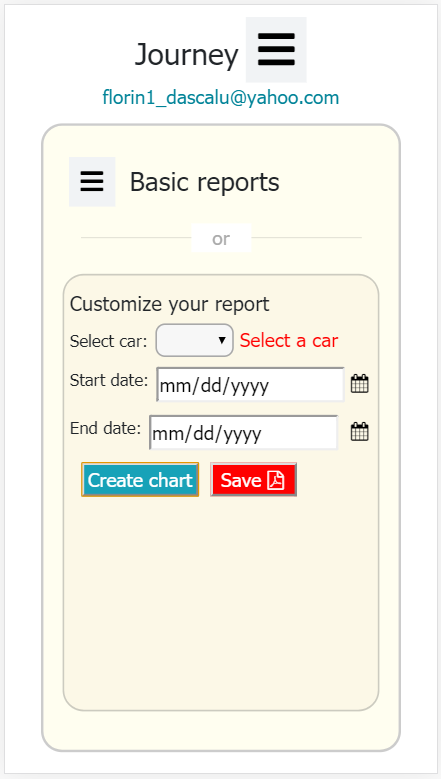 Journey
florin1_dascalu@yahoo.com
Basic reports
or
Customize your report
Select car: Select a car
Start date: mm/dd/yyyy
End date: mm/dd/yyyy
Create chart Save